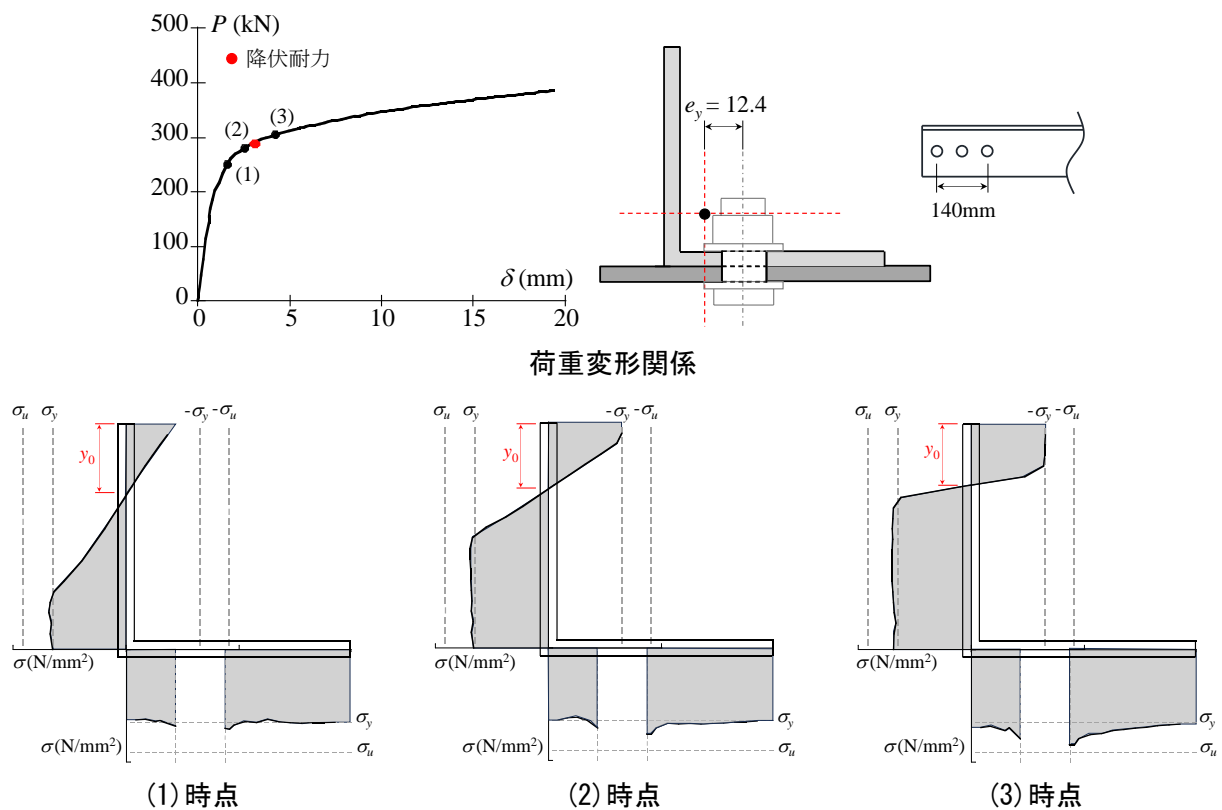 500 P (kN)
降伏耐力
400
(3)
300
(2)
(1)
200
100
0
δ (mm)
0 5 10 15 20
e_y = 12.4
140mm
荷重変形関係
σ_u σ_y -σ_y -σ_u
y_0
σ(N/mm²)
σ_y
σ(N/mm²)
σ_u
(1)時点
σ_u σ_y -σ_y -σ_u
y_0
σ(N/mm²)
σ_y
σ(N/mm²)
σ_u
(2)時点
σ_u σ_y -σ_y -σ_u
y_0
σ(N/mm²)
σ_y
σ(N/mm²)
σ_u
(3)時点